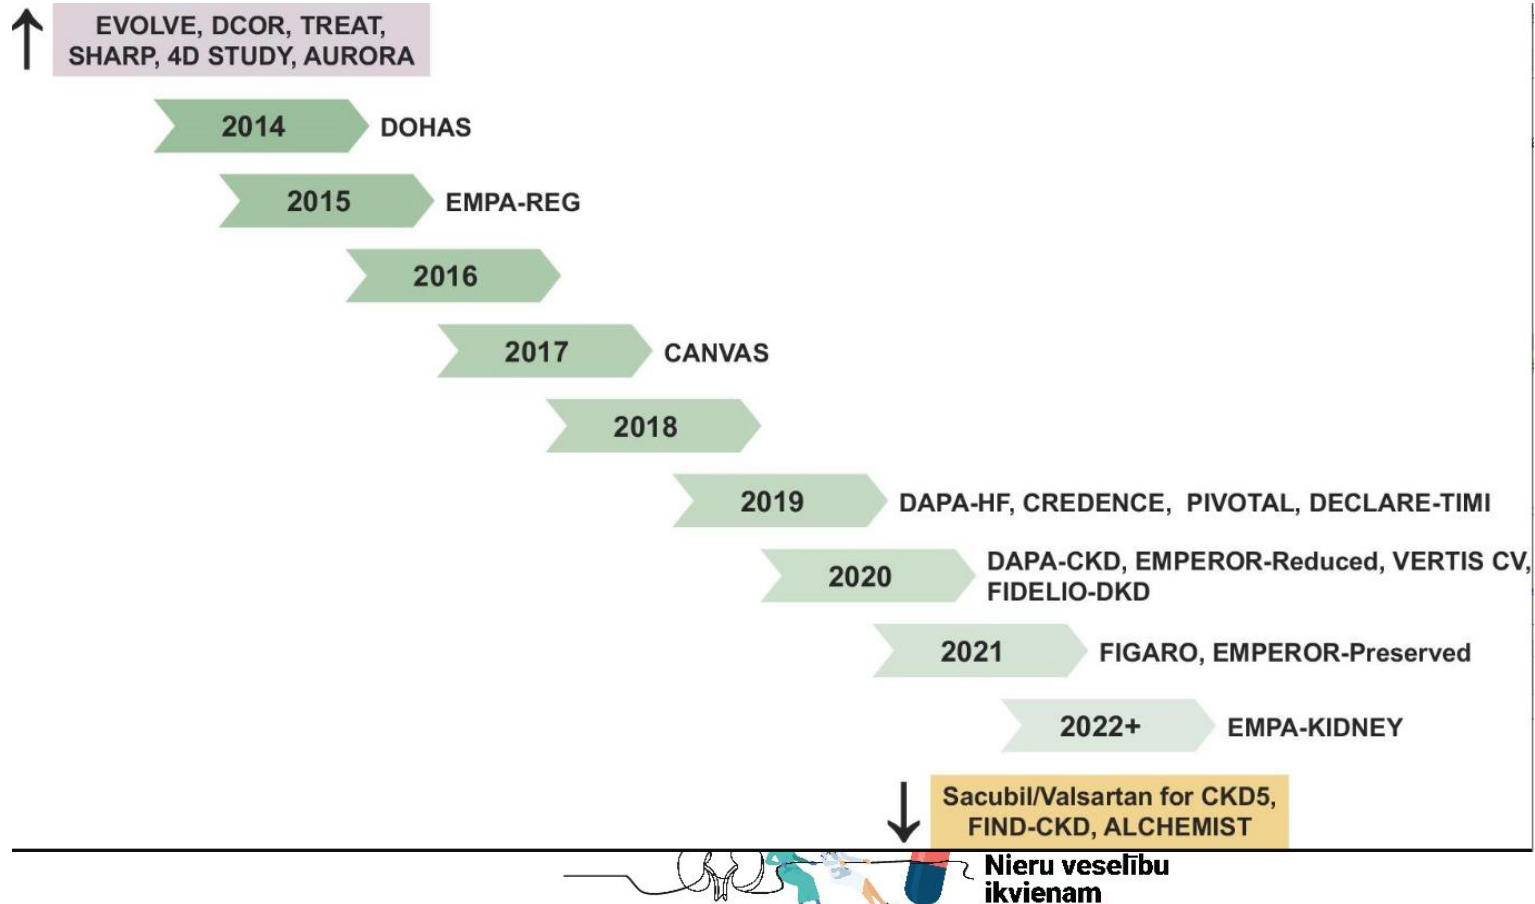 EVOLVE, DCOR, TREAT,
SHARP, 4D STUDY, AURORA
2014 DOHAS
2015 EMPA-REG
2016
2017 CANVAS
2018
2019 DAPA-HF, CREDENCE, PIVOTAL, DECLARE-TIMI
2020 DAPA-CKD, EMPEROR-Reduced, VERTIS CV,
FIDELIO-DKD
2021 FIGARO, EMPEROR-Preserved
2022+ EMPA-KIDNEY
Sacubil/Valsartan for CKD5,
FIND-CKD, ALCHEMIST
Nieru veselību
ikvienam